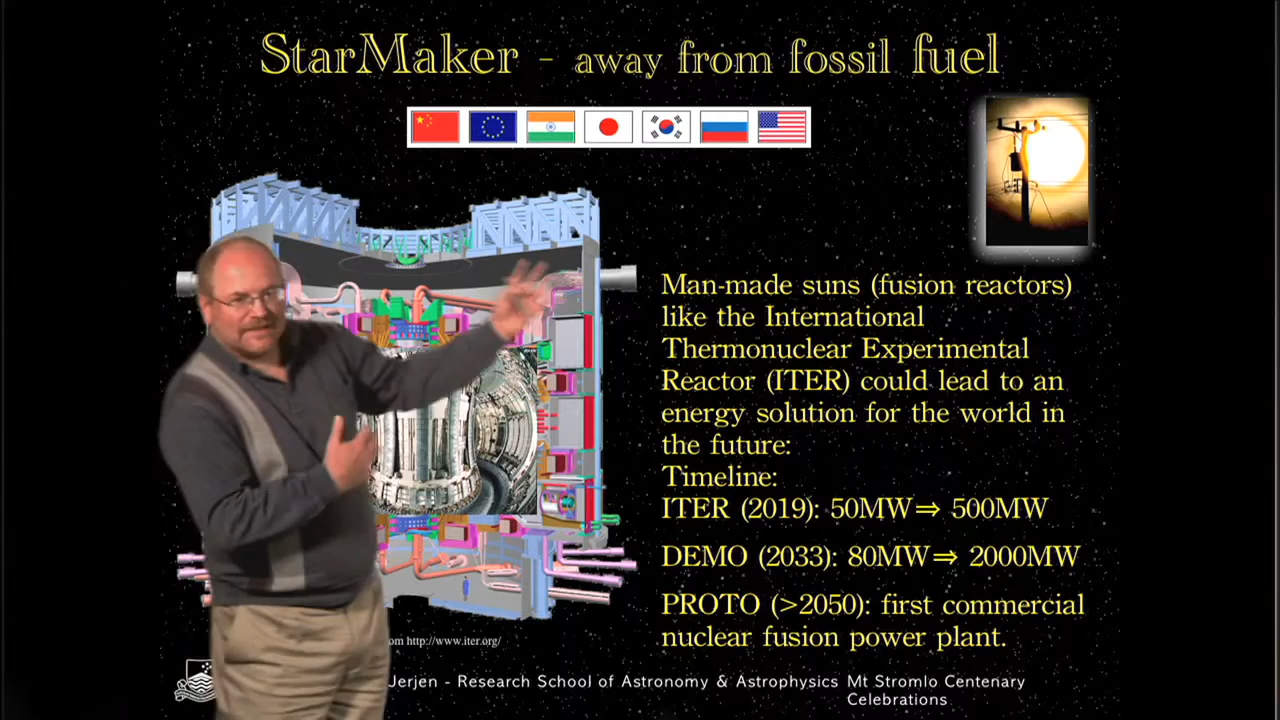 StarMaker - away from fossil fuel
Man-made suns (fusion reactors)
like the International
Thermonuclear Experimental
Reactor (ITER) could lead to an
energy solution for the world in
the future:
Timeline:
ITER (2019): 50MW⇒ 500MW
DEMO (2033): 80MW⇒ 2000MW
PROTO (>2050): first commercial
nuclear fusion power plant.
om http://www.iter.org/
Jerjen - Research School of Astronomy & Astrophysics Mt Stromlo Centenary
Celebrations